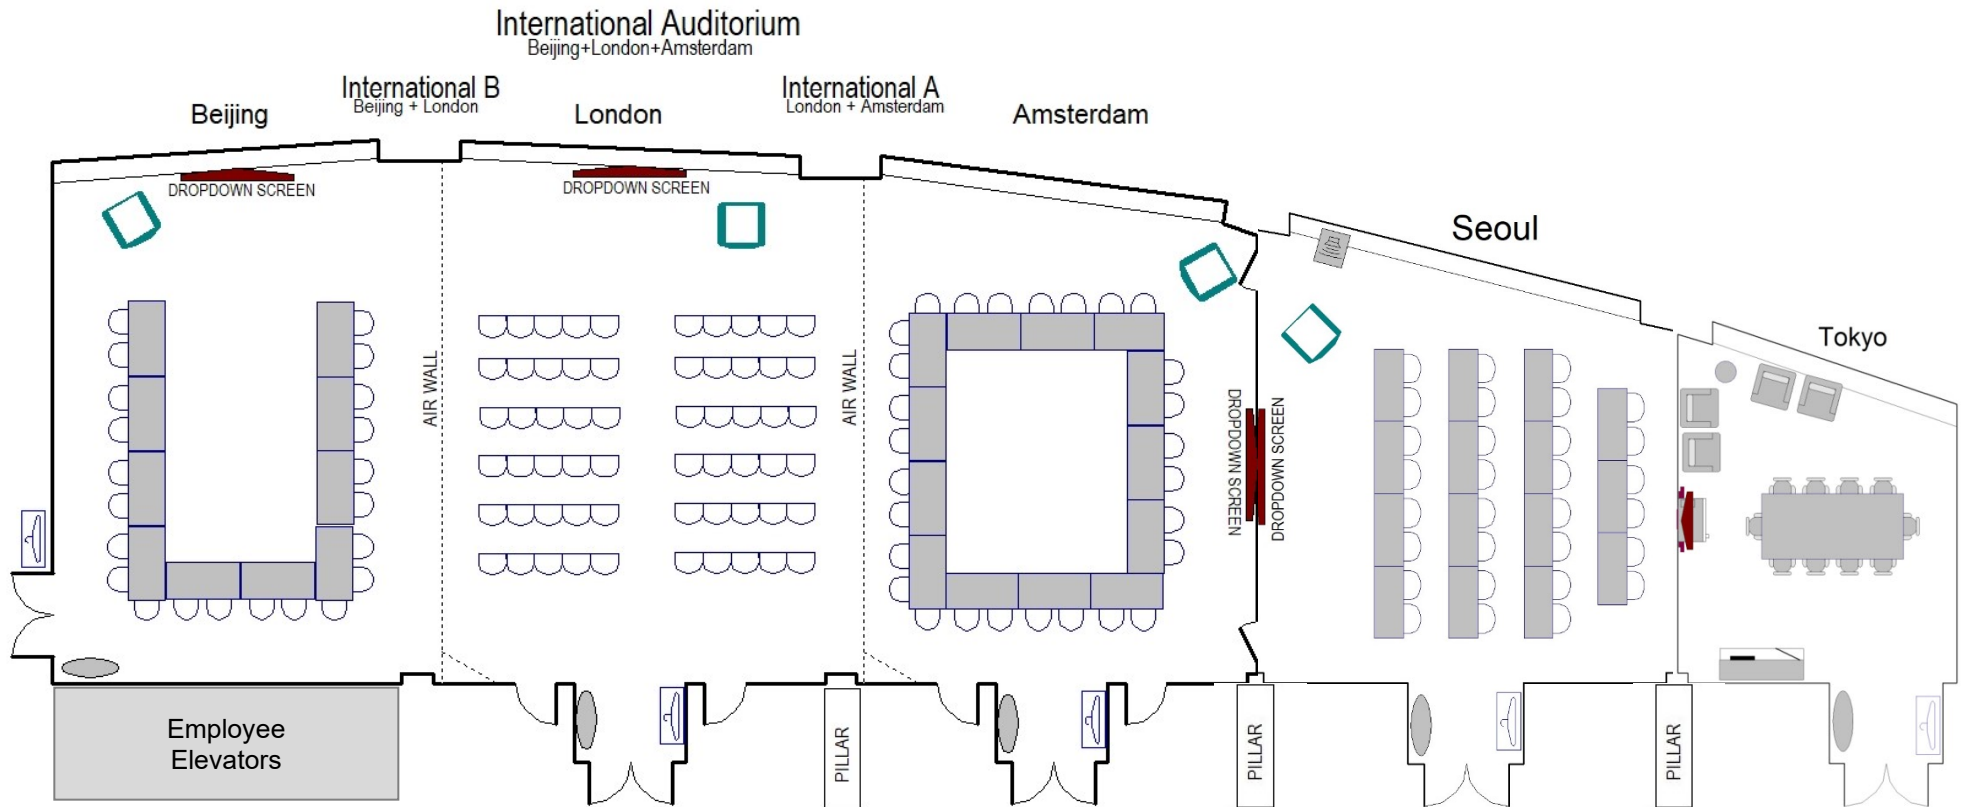 International Auditorium
Beijing+London+Amsterdam
International B
Beijing + London
International A
London + Amsterdam
Beijing
London
Amsterdam
Seoul
Tokyo
DROPDOWN SCREEN
DROPDOWN SCREEN
AIR WALL
AIR WALL
DROPDOWN SCREEN
DROPDOWN SCREEN
Employee
Elevators
PILLAR
PILLAR
PILLAR